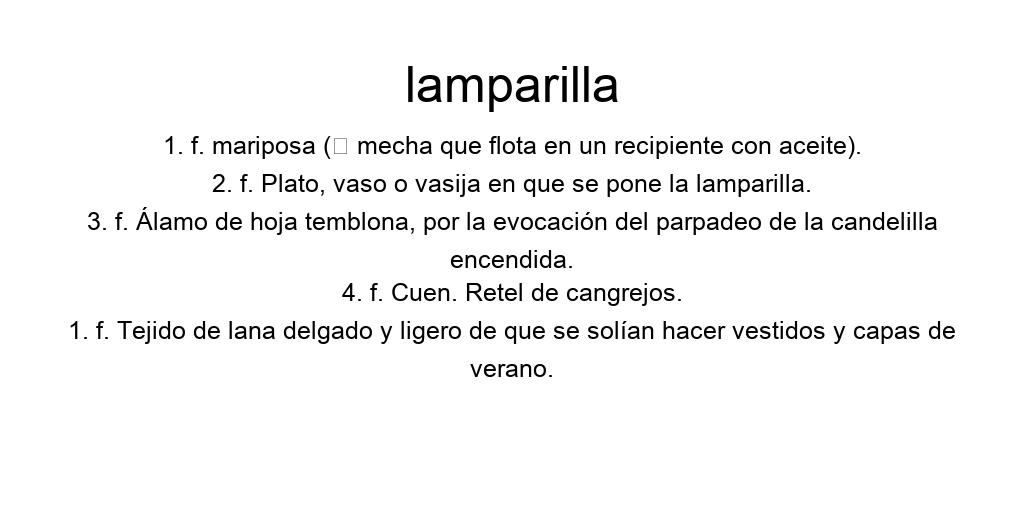 lamparilla
1. f. mariposa (□ mecha que flota en un recipiente con aceite).
2. f. Plato, vaso o vasija en que se pone la lamparilla.
3. f. Álamo de hoja temblona, por la evocación del parpadeo de la candelilla
encendida.
4. f. Cuen. Retel de cangrejos.
1. f. Tejido de lana delgado y ligero de que se solían hacer vestidos y capas de
verano.